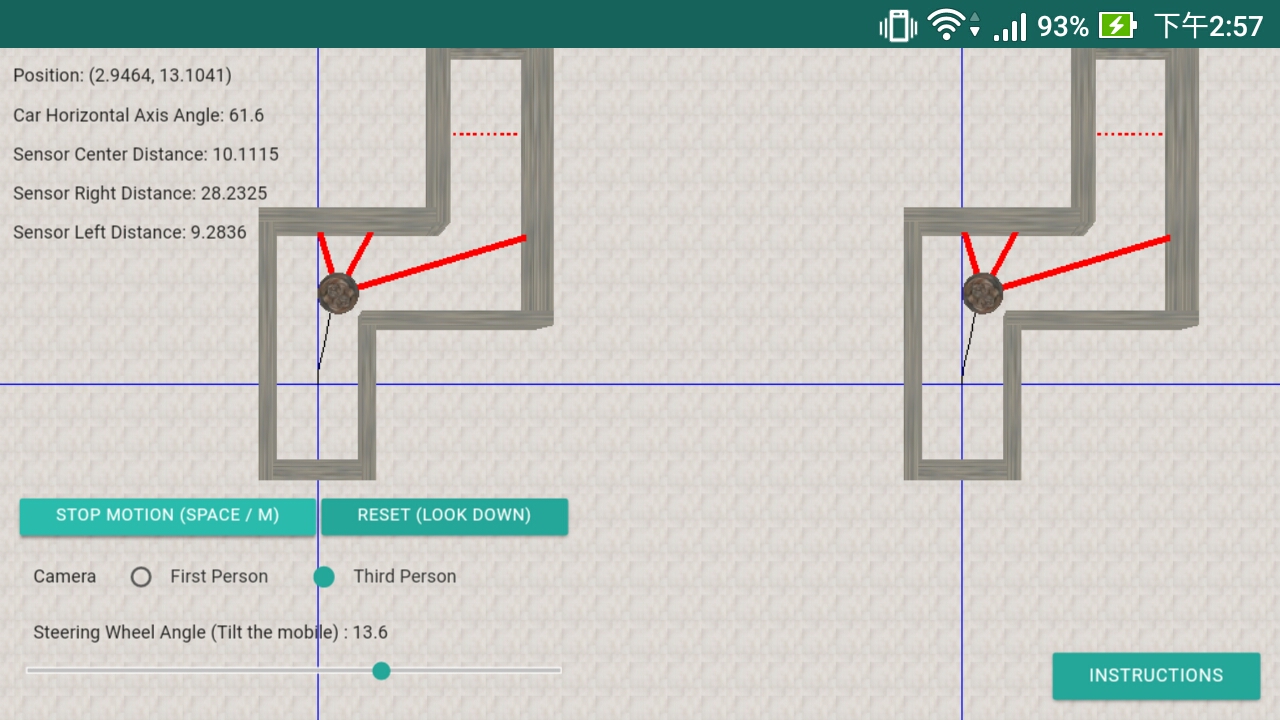 93% 下午2:57
Position: (2.9464, 13.1041)
Car Horizontal Axis Angle: 61.6
Sensor Center Distance: 10.1115
Sensor Right Distance: 28.2325
Sensor Left Distance: 9.2836
STOP MOTION (SPACE / M) RESET (LOOK DOWN)
Camera First Person Third Person
Steering Wheel Angle (Tilt the mobile) : 13.6
INSTRUCTIONS